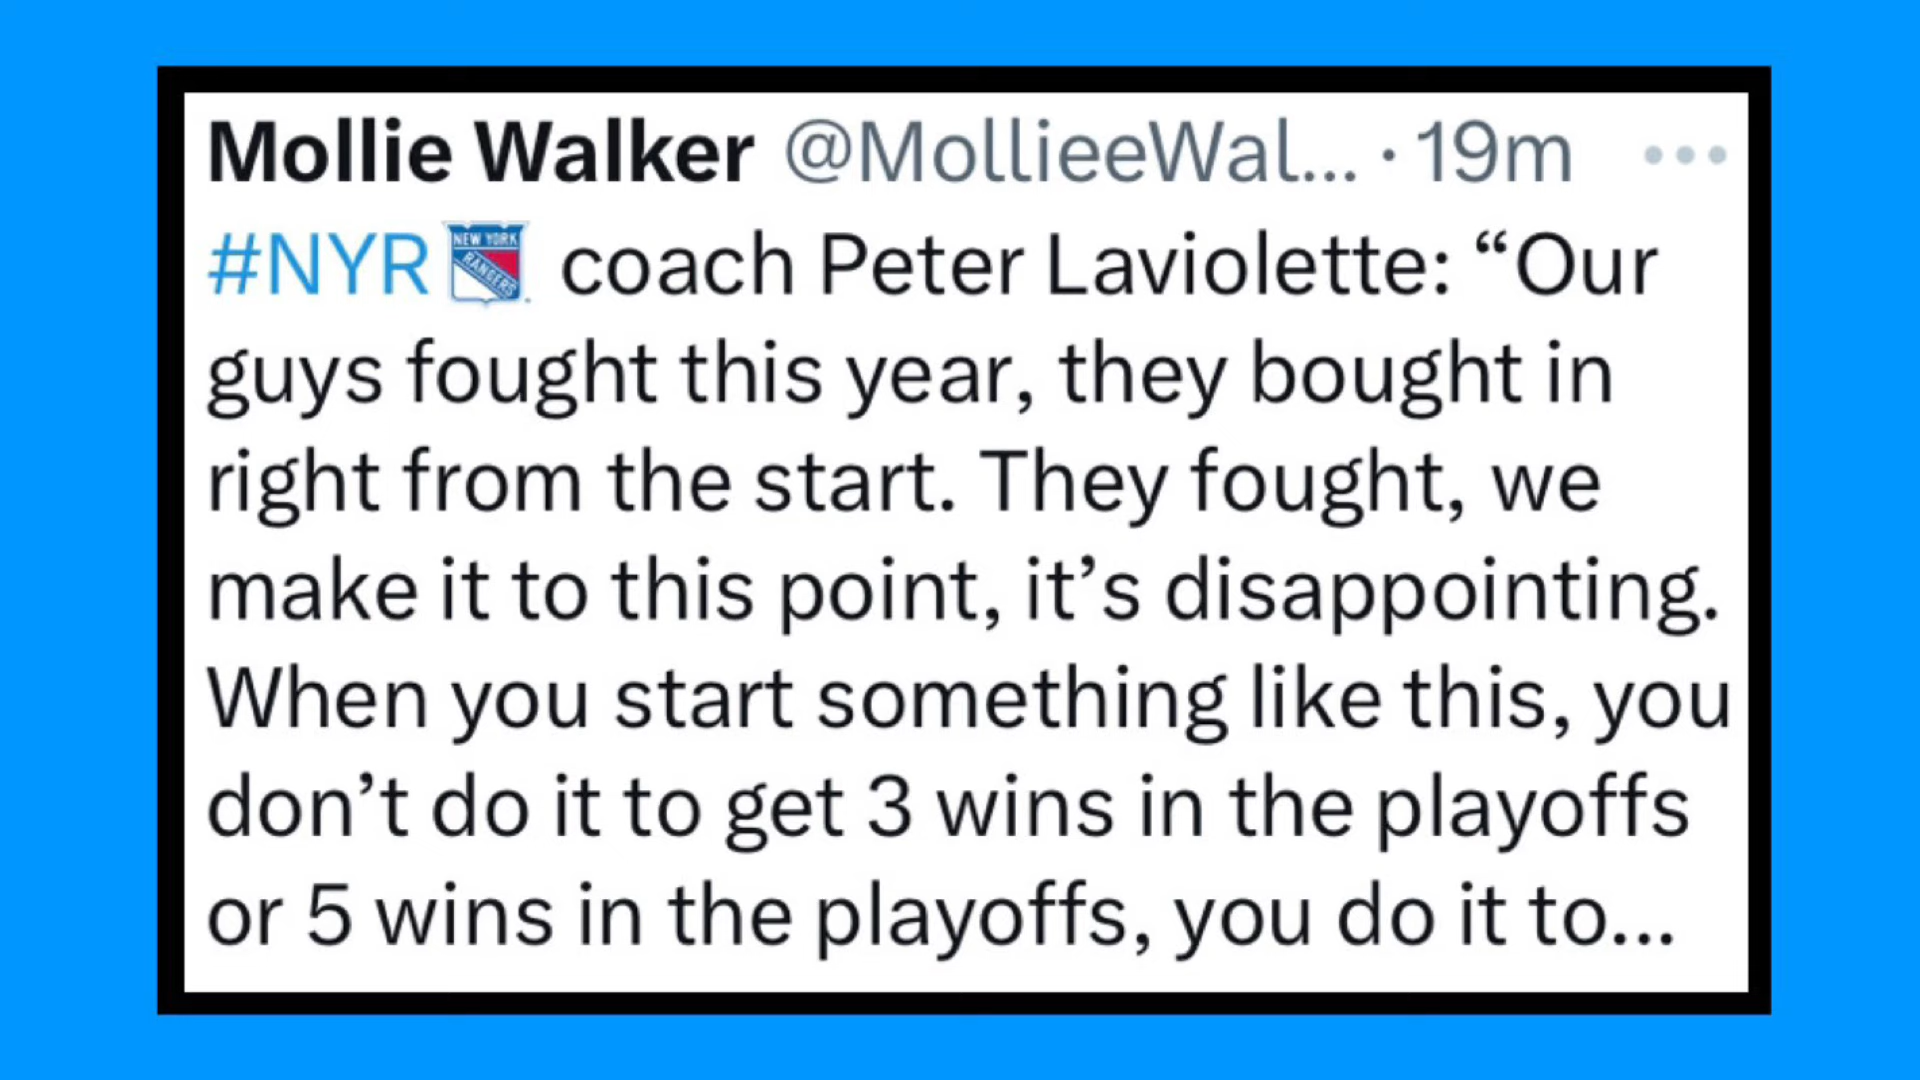 Mollie Walker @MollieeWal... · 19m ...
#NYR NEW YORK RANGERS coach Peter Laviolette: “Our
guys fought this year, they bought in
right from the start. They fought, we
make it to this point, it’s disappointing.
When you start something like this, you
don’t do it to get 3 wins in the playoffs
or 5 wins in the playoffs, you do it to...